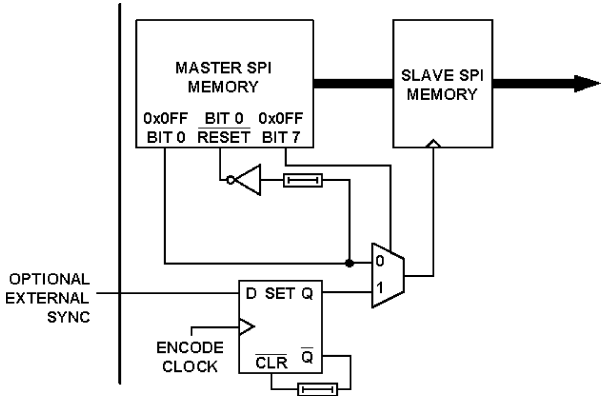 MASTER SPI
MEMORY
SLAVE SPI
MEMORY
0x0FF BIT 0 0x0FF
BIT 0 RESET BIT 7
0
1
OPTIONAL
EXTERNAL
SYNC
D SET Q
ENCODE
CLOCK
CLR Q